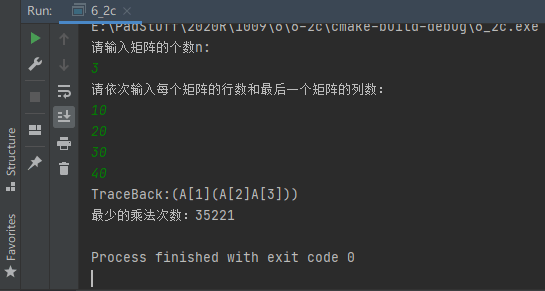 Run: 6_2c ×
E:\PadStuff\2020R\1009\6\6-2c\cmake-build-debug\6_2c.exe
请输入矩阵的个数n:
3
请依次输入每个矩阵的行数和最后一个矩阵的列数:
10
20
30
40
TraceBack:(A[1](A[2]A[3]))
最少的乘法次数: 35221
Process finished with exit code 0
Structure
Favorites